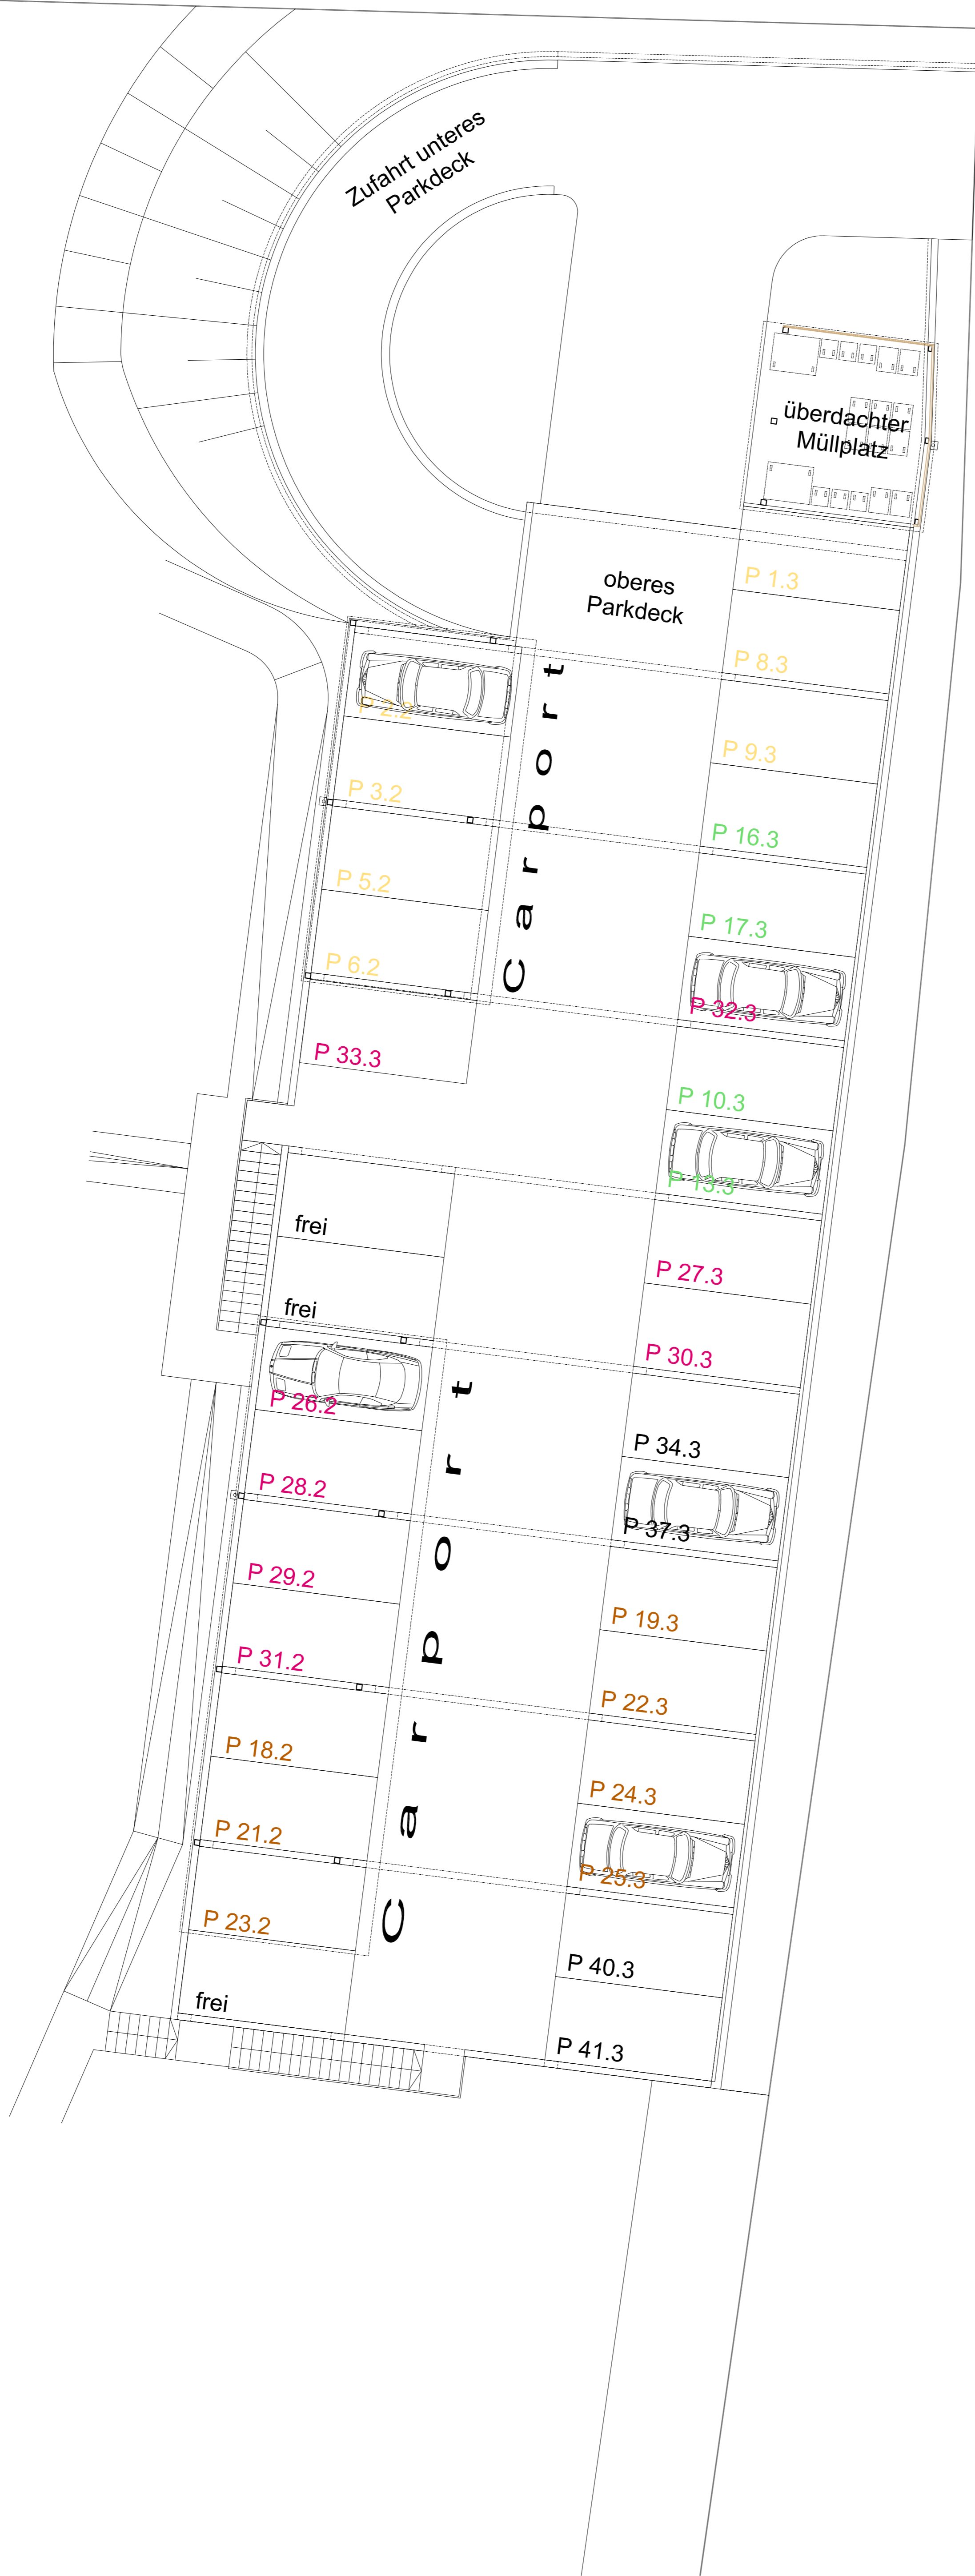 Zufahrt unteres
Parkdeck
überdachter
Müllplatz
oberes
Parkdeck
P 1.3
P 8.3
P 9.3
P 16.3
P 17.3
P 32.3
P 10.3
P 13.3
P 27.3
P 30.3
P 34.3
P 37.3
P 19.3
P 22.3
P 24.3
P 25.3
P 40.3
P 41.3
P 2.2
P 3.2
P 5.2
P 6.2
P 33.3
Carport
frei
frei
P 26.2
P 28.2
P 29.2
P 31.2
P 18.2
P 21.2
P 23.2
frei
Carport